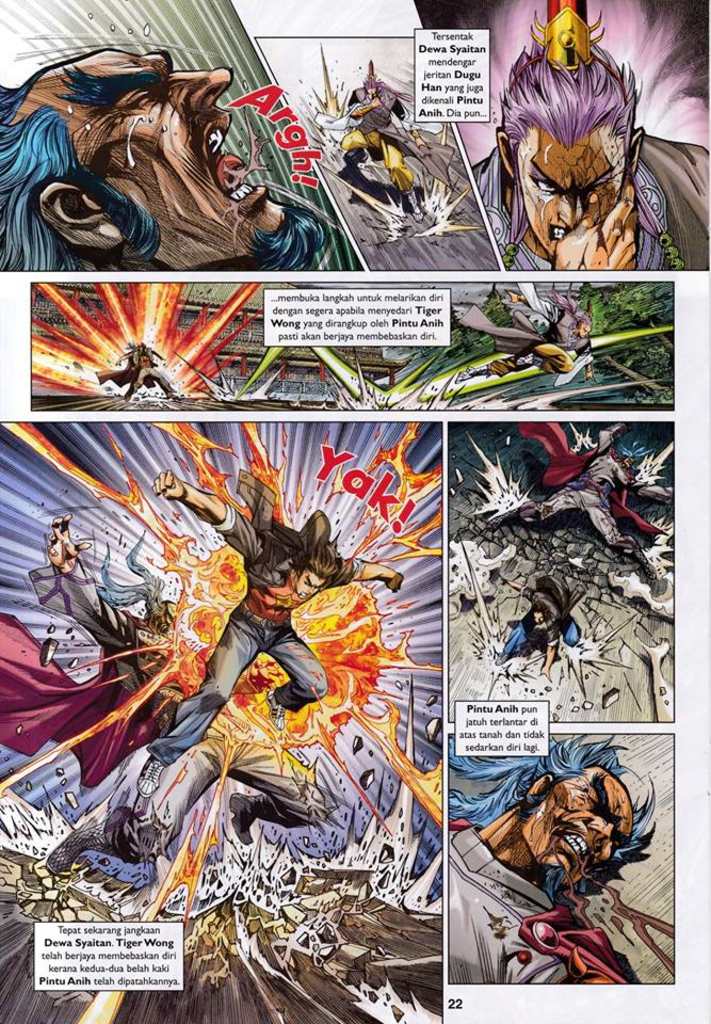 Argh!
Tersentak
Dewa Syaitan
mendengar
jeritan Dugu
Han yang juga
dikenali Pintu
Anih. Dia pun...
...membuka langkah untuk melarikan diri
dengan segera apabila menyedari Tiger
Wong yang dirangkup oleh Pintu Anih
pasti akan berjaya membebaskan diri.
Yak!
Tepat sekarang jangkaan
Dewa Syaitan. Tiger Wong
telah berjaya membebaskan diri
kerana kedua-dua belah kaki
Pintu Anih telah dipatahkannya.
Pintu Anih pun
jatuh terlantar di
atas tanah dan tidak
sedarkan diri lagi.
22